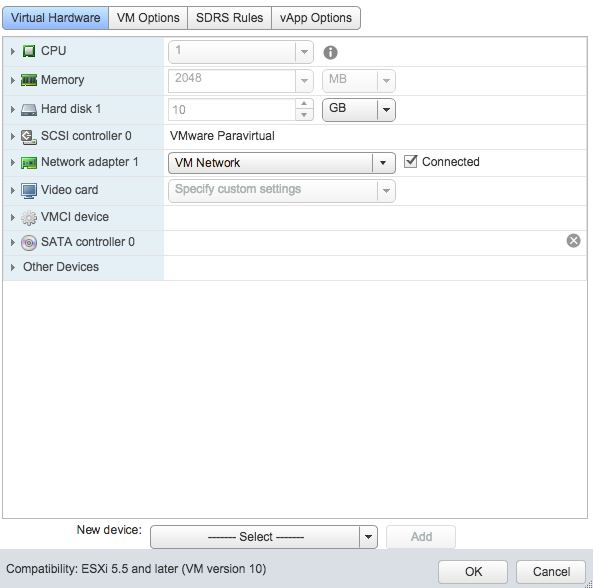 Virtual Hardware VM Options SDRS Rules vApp Options
CPU 1
Memory 2048 MB
Hard disk 1 10 GB
SCSI controller 0 VMware Paravirtual
Network adapter 1 VM Network Connected
Video card Specify custom settings
VMCI device
SATA controller 0
Other Devices
New device: ------- Select ------- Add
Compatibility: ESXi 5.5 and later (VM version 10) OK Cancel